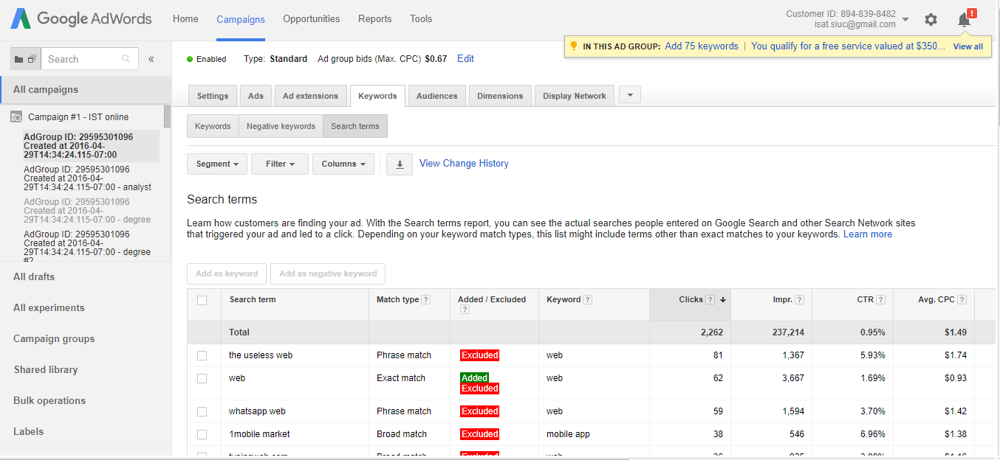 Google AdWords
Home Campaigns Opportunities Reports Tools
Customer ID: 894-839-8482
isat.siuc@gmail.com
!
IN THIS AD GROUP: Add 75 keywords | You qualify for a free service valued at $350... View all
Search
«
Enabled Type: Standard Ad group bids (Max. CPC) $0.67 Edit
All campaigns
Campaign #1 - IST online
AdGroup ID: 29595301096
Created at 2016-04-
29T14:34:24.115-07:00
AdGroup ID: 29595301096
Created at 2016-04-
29T14:34:24.115-07:00 - analyst
AdGroup ID: 29595301096
Created at 2016-04-
29T14:34:24.115-07:00 - degree
AdGroup ID: 29595301096
Created at 2016-04-
29T14:34:24.115-07:00 - degree
#2
All drafts
All experiments
Campaign groups
Shared library
Bulk operations
Labels
Settings Ads Ad extensions Keywords Audiences Dimensions Display Network
Keywords Negative keywords Search terms
Segment Filter Columns View Change History
Search terms
Learn how customers are finding your ad. With the Search terms report, you can see the actual searches people entered on Google Search and other Search Network sites
that triggered your ad and led to a click. Depending on your keyword match types, this list might include terms other than exact matches to your keywords. Learn more
Add as keyword Add as negative keyword
Search term Match type ? Added / Excluded ? Keyword ? Clicks ? Impr. ? CTR ? Avg. CPC ?
Total 2,262 237,214 0.95% $1.49
the useless web Phrase match Excluded web 81 1,367 5.93% $1.74
web Exact match Added Excluded web 62 3,667 1.69% $0.93
whatsapp web Phrase match Excluded web 59 1,594 3.70% $1.42
1mobile market Broad match Excluded mobile app 38 546 6.96% $1.38